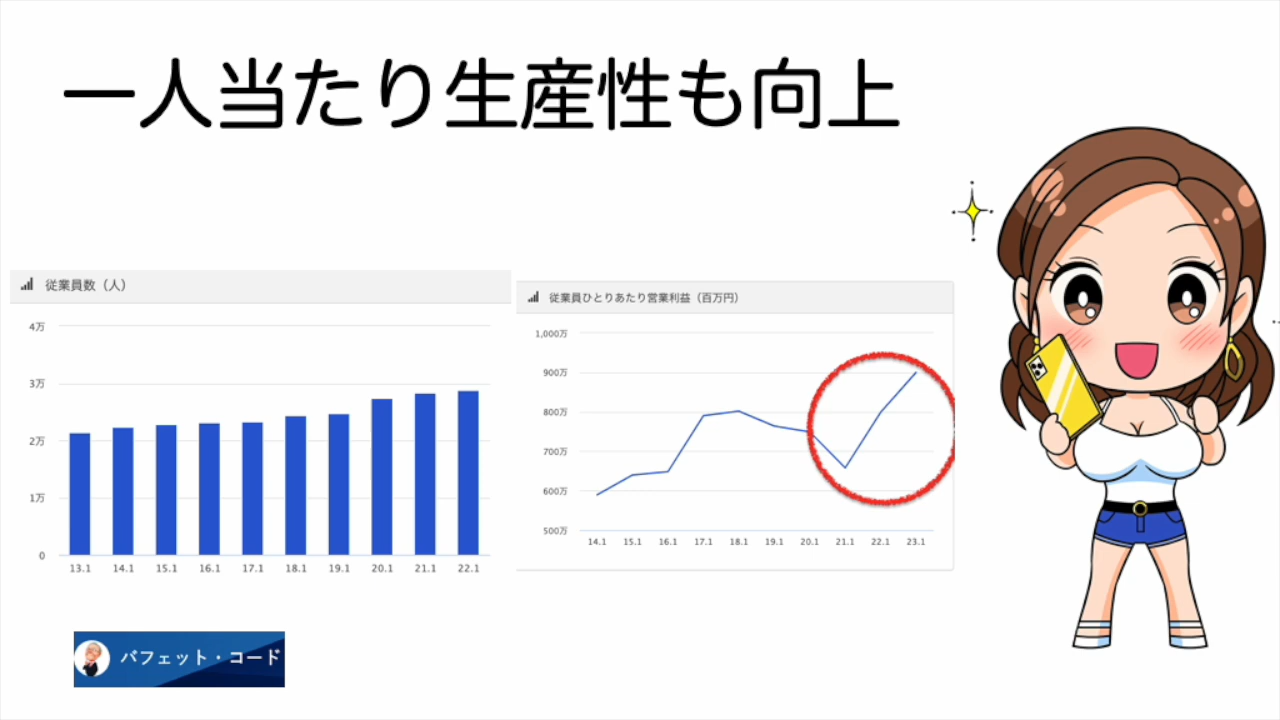 一人当たり生産性も向上
従業員数（人）
4万
3万
2万
1万
0
13.1 14.1 15.1 16.1 17.1 18.1 19.1 20.1 21.1 22.1
従業員ひとりあたり営業利益（百万円）
1,000万
900万
800万
700万
600万
500万
14.1 15.1 16.1 17.1 18.1 19.1 20.1 21.1 22.1 23.1
バフェット・コード